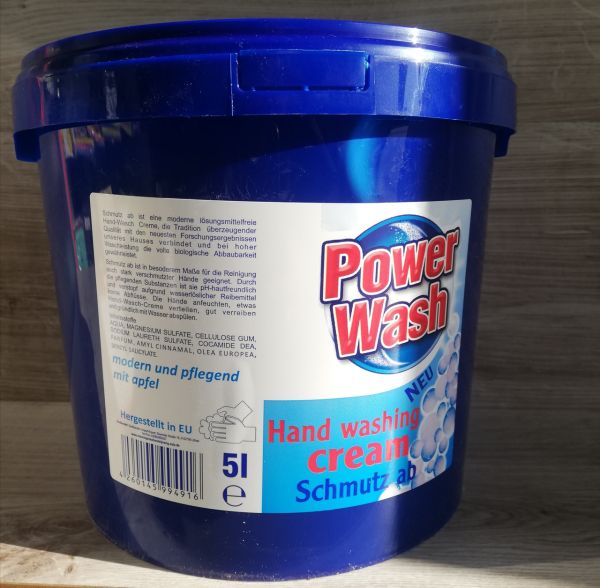 Schmutz ab ist eine moderne lösungsmittelfreie
Hand-Wasch Creme, die Tradition überzeugender
Qualität mit den neuesten Forschungsergebnissen
unseres Hauses verbindet und bei hoher
Waschleistung die volle biologische Abbaubarkeit
gewährleistet.
Schmutz ab ist in besonderem Maße für die Reinigung
auch stark verschmutzter Hände geeignet. Durch
die pflegenden Substanzen ist sie pH-hautfreundlich
und verstopf aufgrund wasserlöslicher Reibemittel
keine Abflüsse. Die Hände anfeuchten, etwas
Hand-Wasch-Creme verteilen, gut verreiben
und gründlich mit Wasser abspülen.
Inhaltsstoffe
AQUA, MAGNESIUM SULFATE, CELLULOSE GUM,
SODIUM LAURETH SULFATE, COCAMIDE DEA,
PARFUM, AMYL CINNAMAL, OLEA EUROPEA,
BENZYL SALICYLATE.
modern und pflegend
mit apfel
Hergestellt in EU
4260145994916
5l
e
Power
Wash
NEU
Hand washing
cream
Schmutz ab